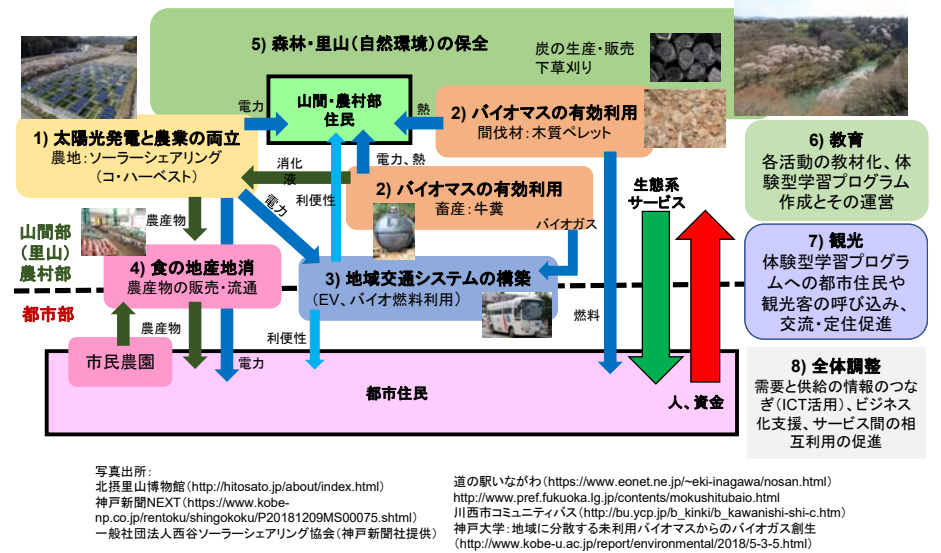 5) 森林・里山（自然環境）の保全
炭の生産・販売
下草刈り
山間・農村部
住民
電力
熱
1) 太陽光発電と農業の両立
農地：ソーラーシェアリング
（コ・ハーベスト）
2) バイオマスの有効利用
間伐材：木質ペレット
消化
液
電力、熱
2) バイオマスの有効利用
畜産：牛糞
電力
利便性
バイオガス
生態系
サービス
6) 教育
各活動の教材化、体
験型学習プログラム
作成とその運営
山間部
（里山）
農村部
農産物
4) 食の地産地消
農産物の販売・流通
3) 地域交通システムの構築
（EV、バイオ燃料利用）
7) 観光
体験型学習プログラ
ムへの都市住民や
観光客の呼び込み、
交流・定住促進
都市部
農産物
利便性
燃料
市民農園
電力
都市住民
人、資金
8) 全体調整
需要と供給の情報のつな
ぎ（ICT活用）、ビジネス
化支援、サービス間の相
互利用の促進
写真出所：
北摂里山博物館（http://hitosato.jp/about/index.html）
神戸新聞NEXT（https://www.kobe-
np.co.jp/rentoku/shingokoku/P20181209MS00075.shtml）
一般社団法人西谷ソーラーシェアリング協会（神戸新聞社提供）
道の駅いながわ（https://www.eonet.ne.jp/~eki-inagawa/nosan.html）
http://www.pref.fukuoka.lg.jp/contents/mokushitubaio.html
川西市コミュニティバス（http://bu.ycp.jp/b_kinki/b_kawanishi-shi-c.htm）
神戸大学：地域に分散する未利用バイオマスからのバイオガス創生
（http://www.kobe-u.ac.jp/report/environmental/2018/5-3-5.html）